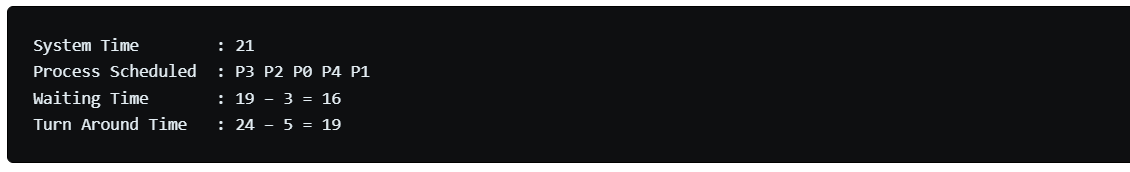 System Time        : 21
Process Scheduled  : P3 P2 P0 P4 P1
Waiting Time       : 19 – 3 = 16
Turn Around Time   : 24 – 5 = 19